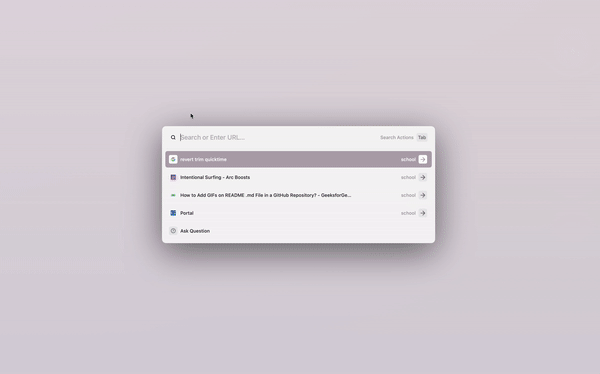 Search or Enter URL...
Search Actions Tab
revert trim quicktime
school
Intentional Surfing - Arc Boosts
school
How to Add GIFs on README .md File in a GitHub Repository? - GeeksforGe...
school
Portal
school
Ask Question